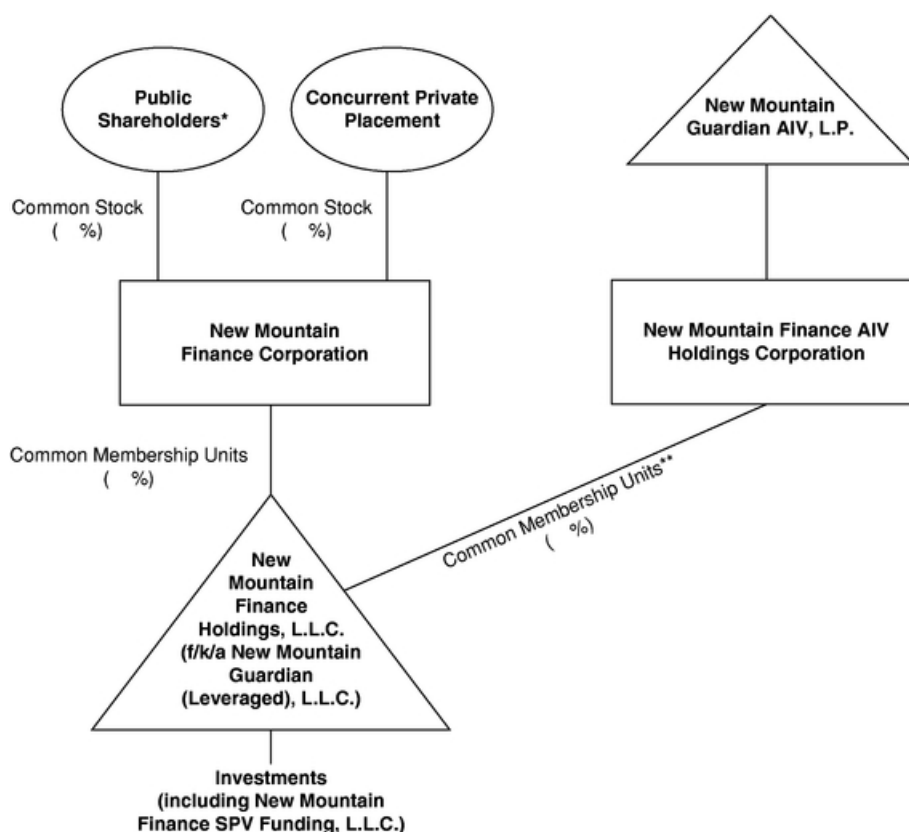 Public
Shareholders*
Concurrent Private
Placement
New Mountain
Guardian AIV, L.P.
Common Stock
( %)
Common Stock
( %)
New Mountain
Finance Corporation
New Mountain Finance AIV
Holdings Corporation
Common Membership Units
( %)
Common Membership Units**
( %)
New
Mountain
Finance
Holdings, L.L.C.
(f/k/a New Mountain
Guardian
(Leveraged), L.L.C.)
Investments
(including New Mountain
Finance SPV Funding, L.L.C.)